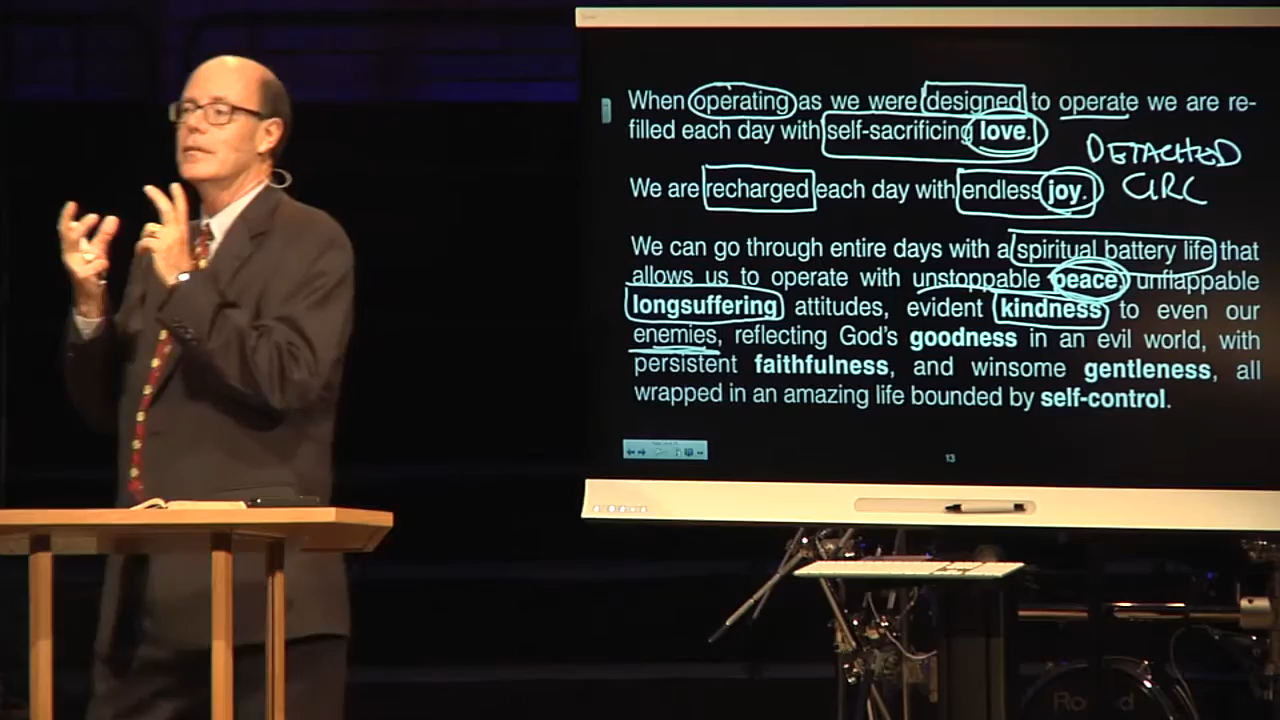 When operating as we were designed to operate we are re-
filled each day with self-sacrificing love.
DETACHED
CIRC
We are recharged each day with endless joy.
We can go through entire days with a spiritual battery life that
allows us to operate with unstoppable peace, unflappable
longsuffering attitudes, evident kindness to even our
enemies, reflecting God's goodness in an evil world, with
persistent faithfulness, and winsome gentleness, all
wrapped in an amazing life bounded by self-control.
13